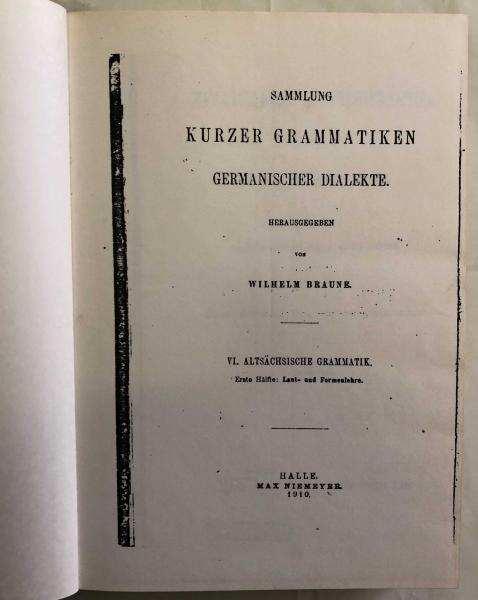 SAMMLUNG
KURZER GRAMMATIKEN
GERMANISCHER DIALEKTE.
HERAUSGEGEBEN
VON
WILHELM BRAUNE.
VI. ALTSÄCHSISCHE GRAMMATIK.
Erste Hälfte: Laut- und Formenlehre.
HALLE.
MAX NIEMEYER.
1910.